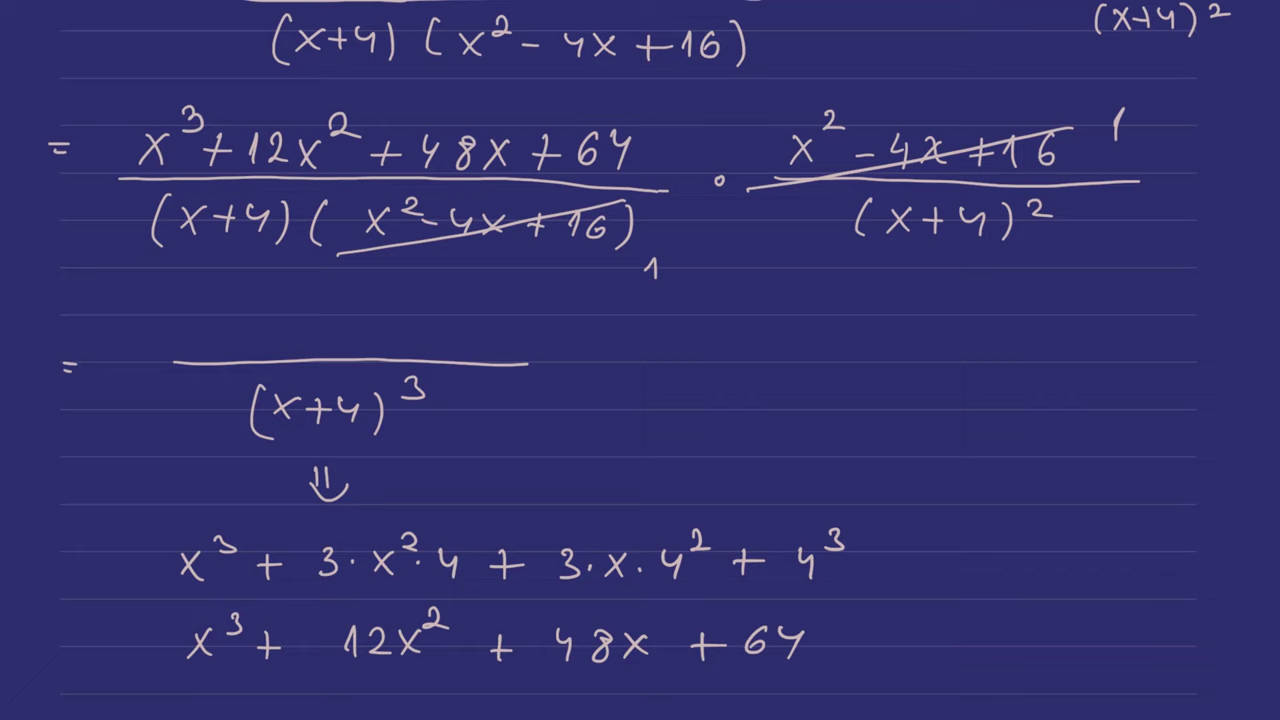 (x+4)²
(x+4) (x² - 4x + 16)
= x³ + 12x² + 48x + 64 / (x+4) (x² - 4x + 16) 1 · x² - 4x + 16 1 / (x+4)²
= / (x+4)³
⇓
x³ + 3·x²·4 + 3·x·4² + 4³
x³ + 12x² + 48x + 64